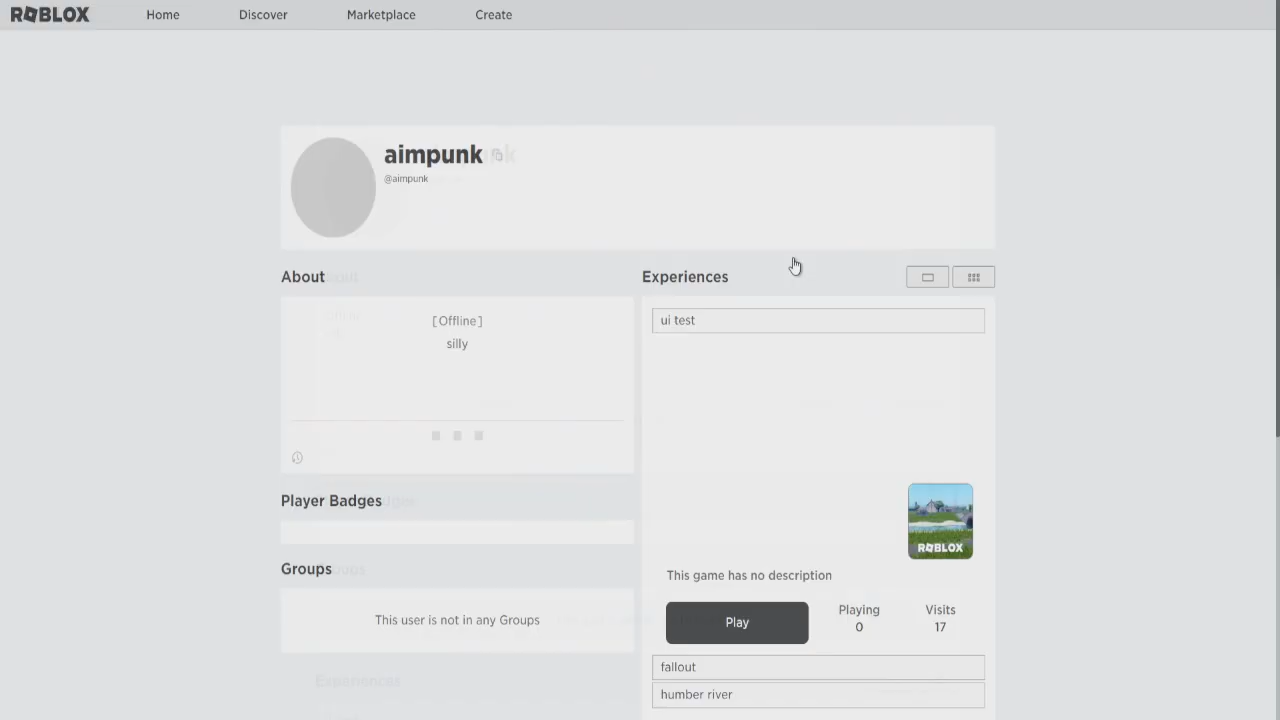 ROBLOX Home Discover Marketplace Create
aimpunk
@aimpunk
About
[ Offline ]
silly
Player Badges
Groups
This user is not in any Groups
Experiences
ui test
ROBLOX
This game has no description
Play
Playing
0
Visits
17
fallout
humber river
Experiences